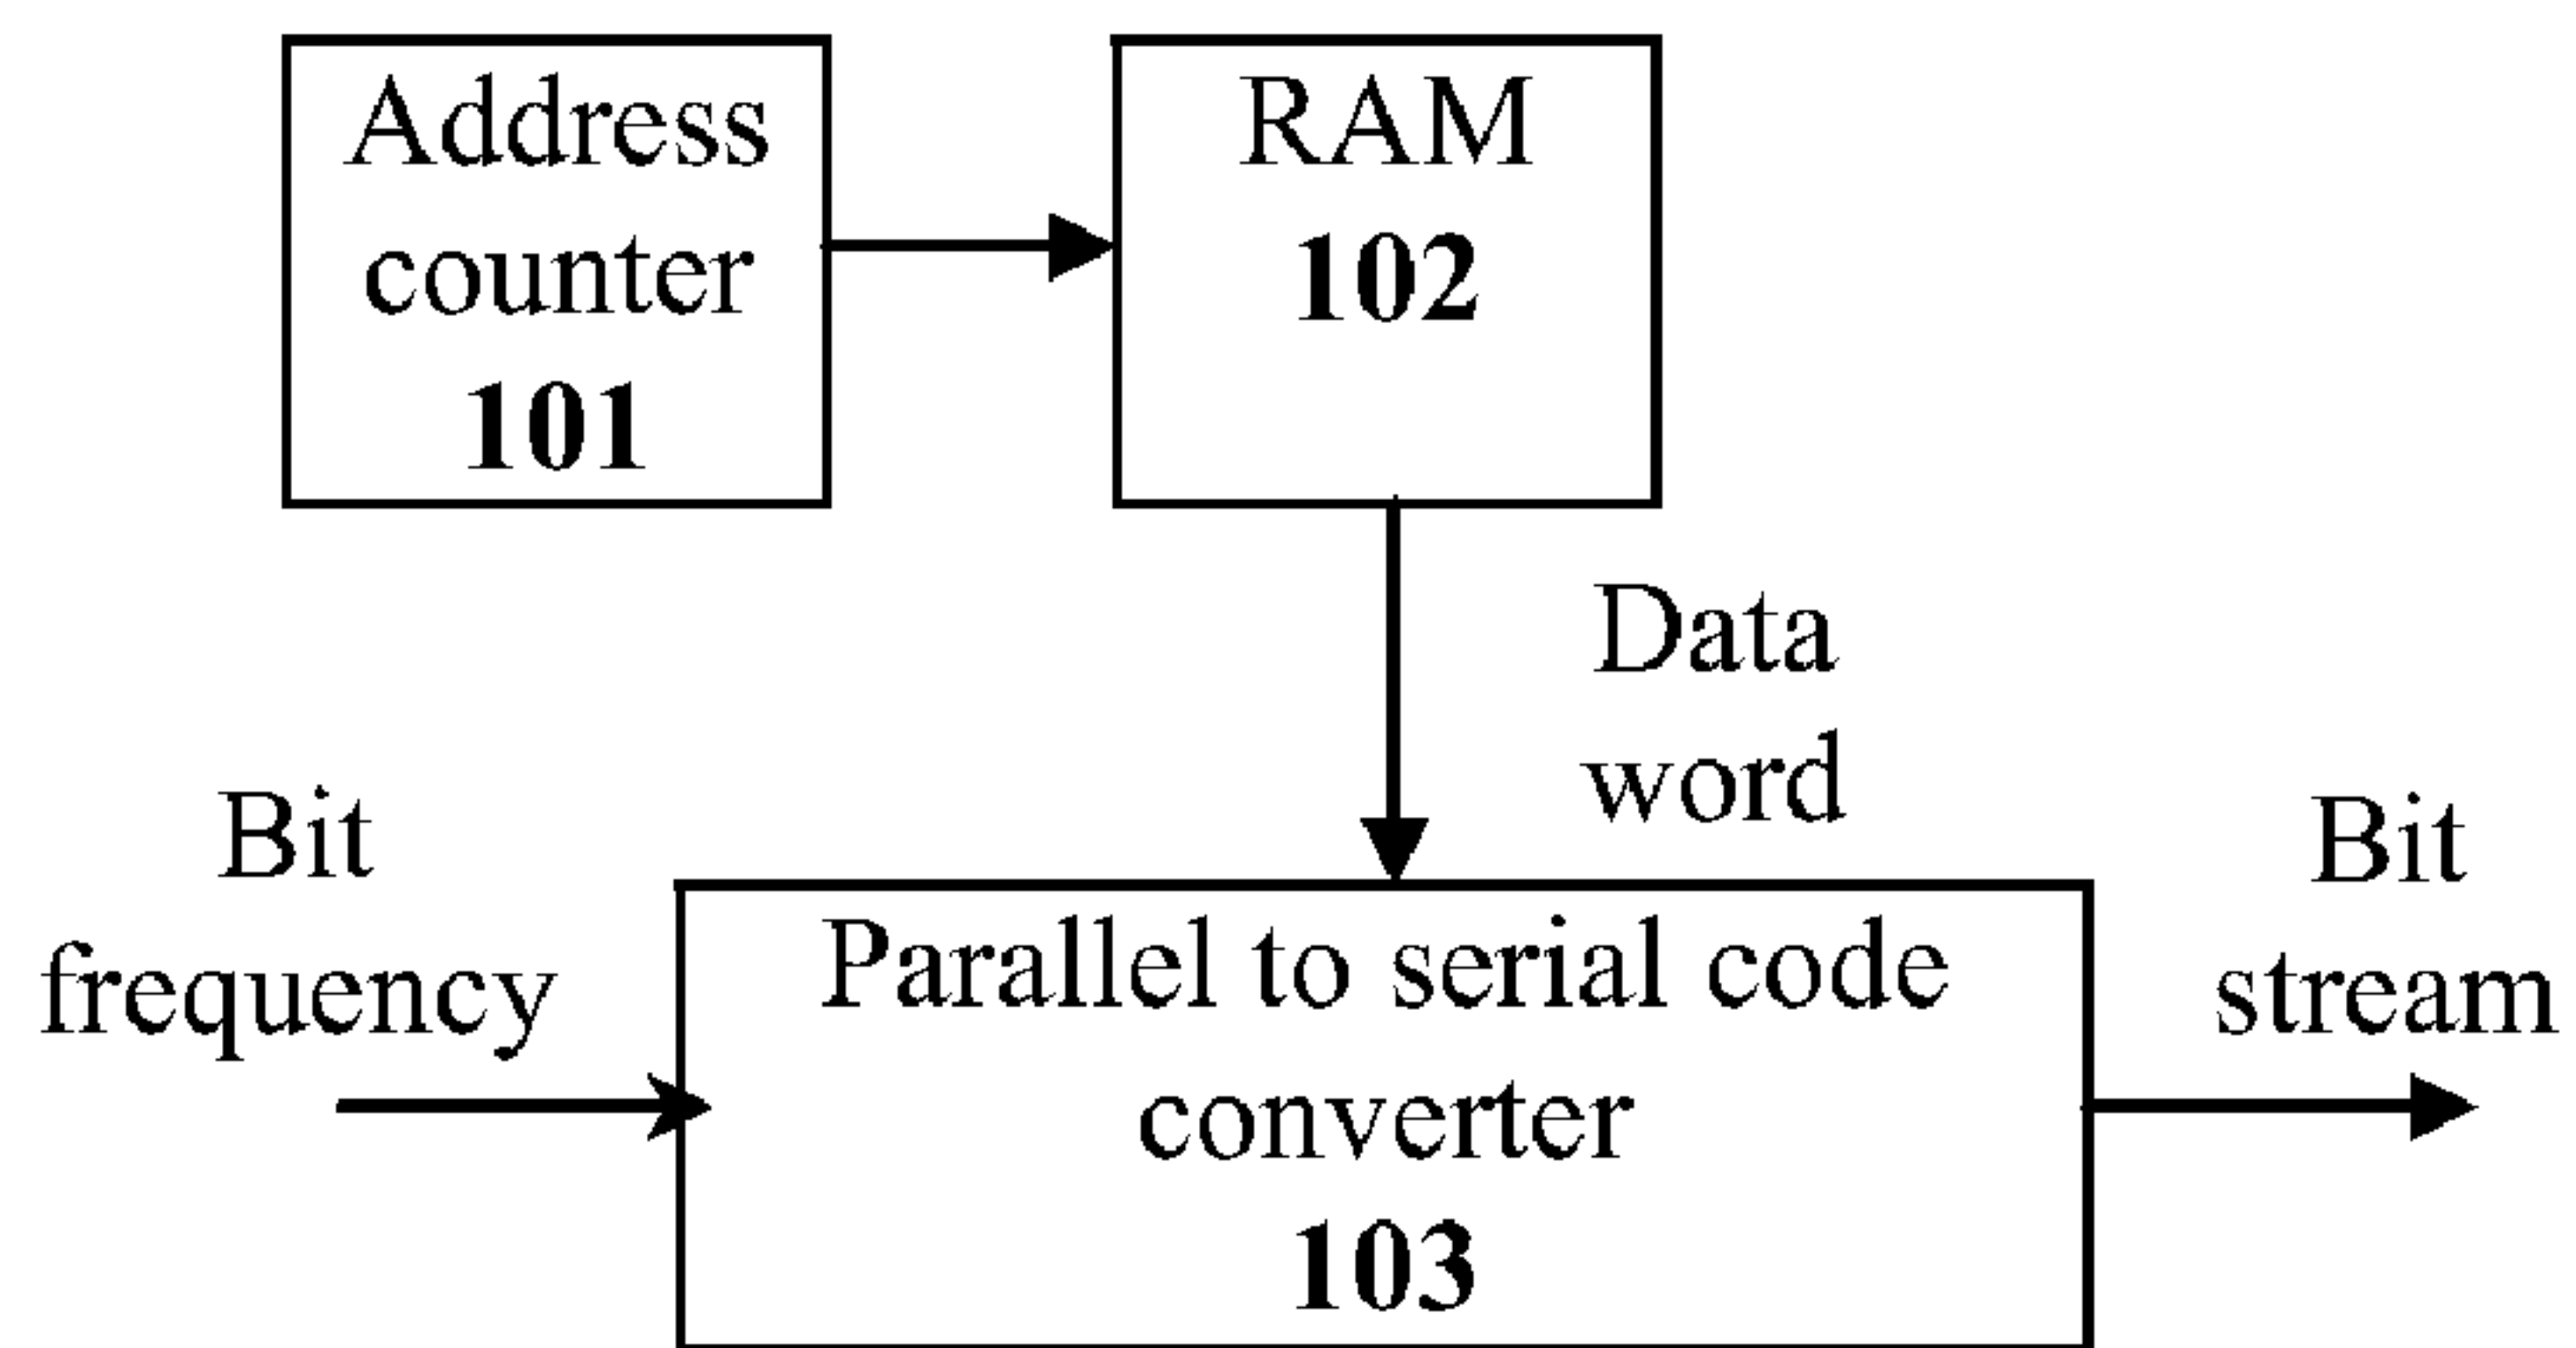 Address
counter
101
RAM
102
Data
word
Bit
frequency
Parallel to serial code
converter
103
Bit
stream